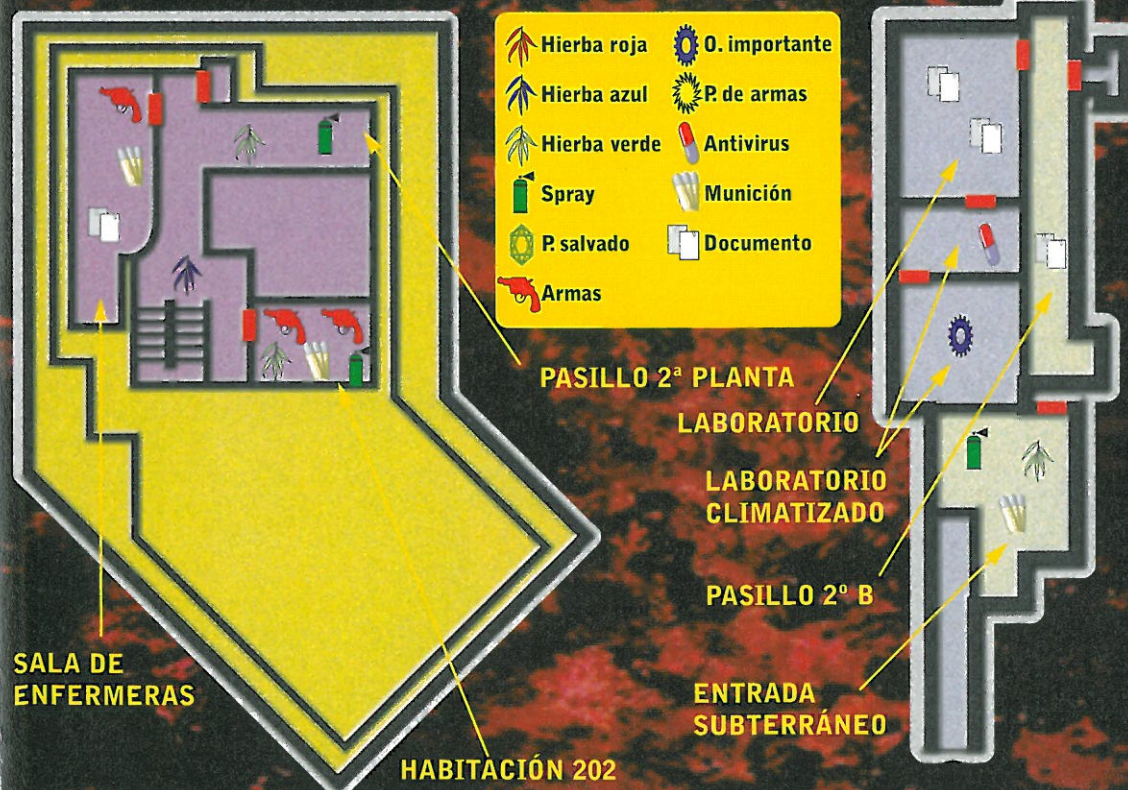 Hierba roja
Hierba azul
Hierba verde
Spray
P. salvado
Armas
O. importante
P. de armas
Antivirus
Munición
Documento
PASILLO 2ª PLANTA
LABORATORIO
LABORATORIO
CLIMATIZADO
PASILLO 2º B
ENTRADA
SUBTERRÁNEO
SALA DE
ENFERMERAS
HABITACIÓN 202